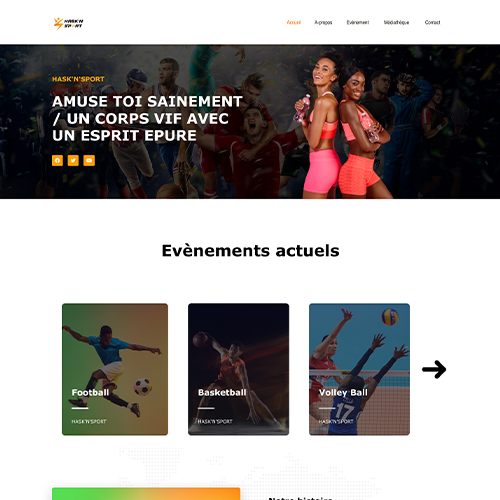 HASK'N'
SPORT
Accueil A propos Evènement Médiathèque Contact
HASK'N'SPORT
AMUSE TOI SAINEMENT
/ UN CORPS VIF AVEC
UN ESPRIT EPURE
Evènements actuels
Football
HASK'N'SPORT
Basketball
HASK'N'SPORT
Volley Ball
HASK'N'SPORT
17
Notre histoire